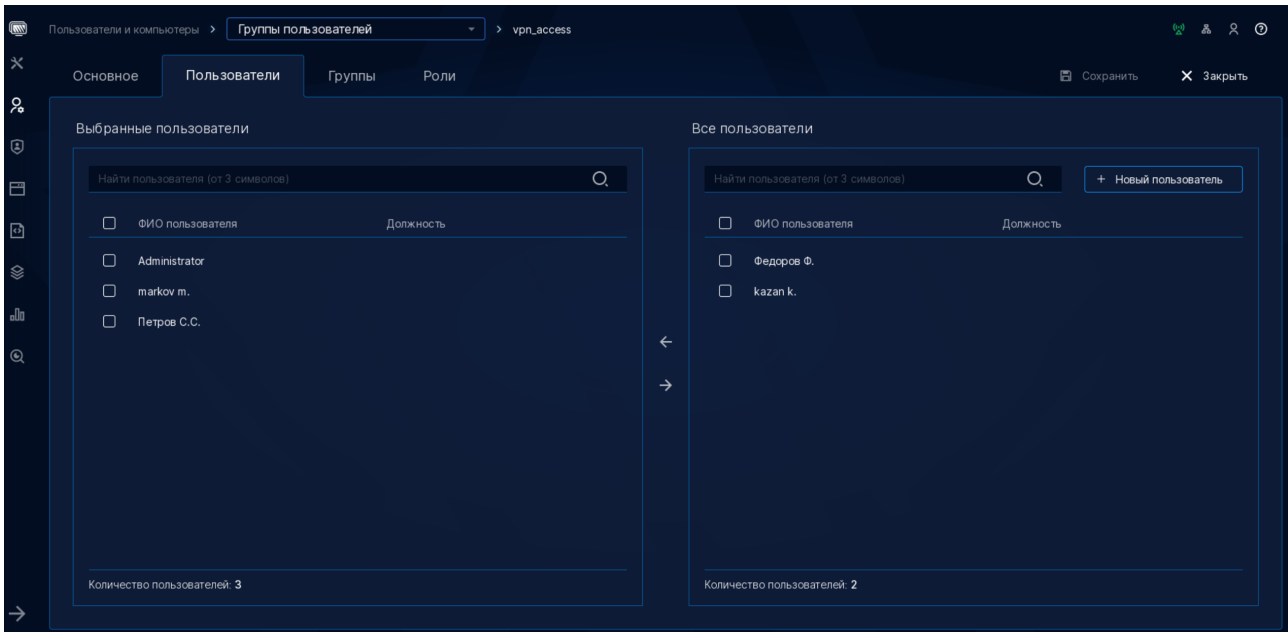 Пользователи и компьютеры > Группы пользователей > vpn_access
Основное Пользователи Группы Роли Сохранить Закрыть
Выбранные пользователи
Найти пользователя (от 3 символов)
ФИО пользователя Должность
Administrator
markov m.
Петров С.С.
Количество пользователей: 3
Все пользователи
Найти пользователя (от 3 символов) + Новый пользователь
ФИО пользователя Должность
Федоров Ф.
kazan k.
Количество пользователей: 2